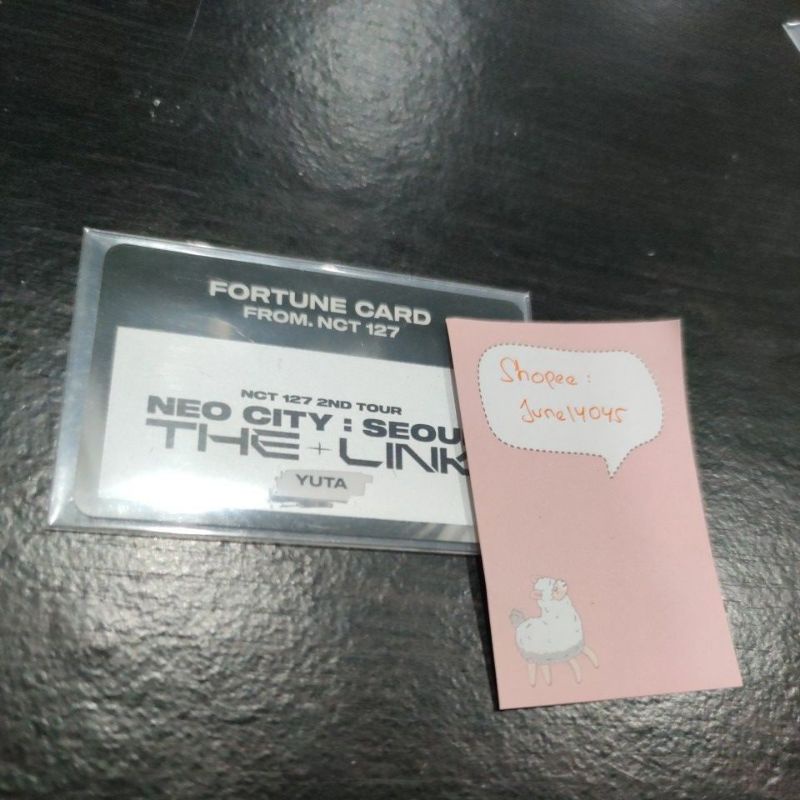 FORTUNE CARD
FROM. NCT 127
NCT 127 2ND TOUR
NEO CITY : SEOU
THE + LINK
YUTA
Shopee :
June14045